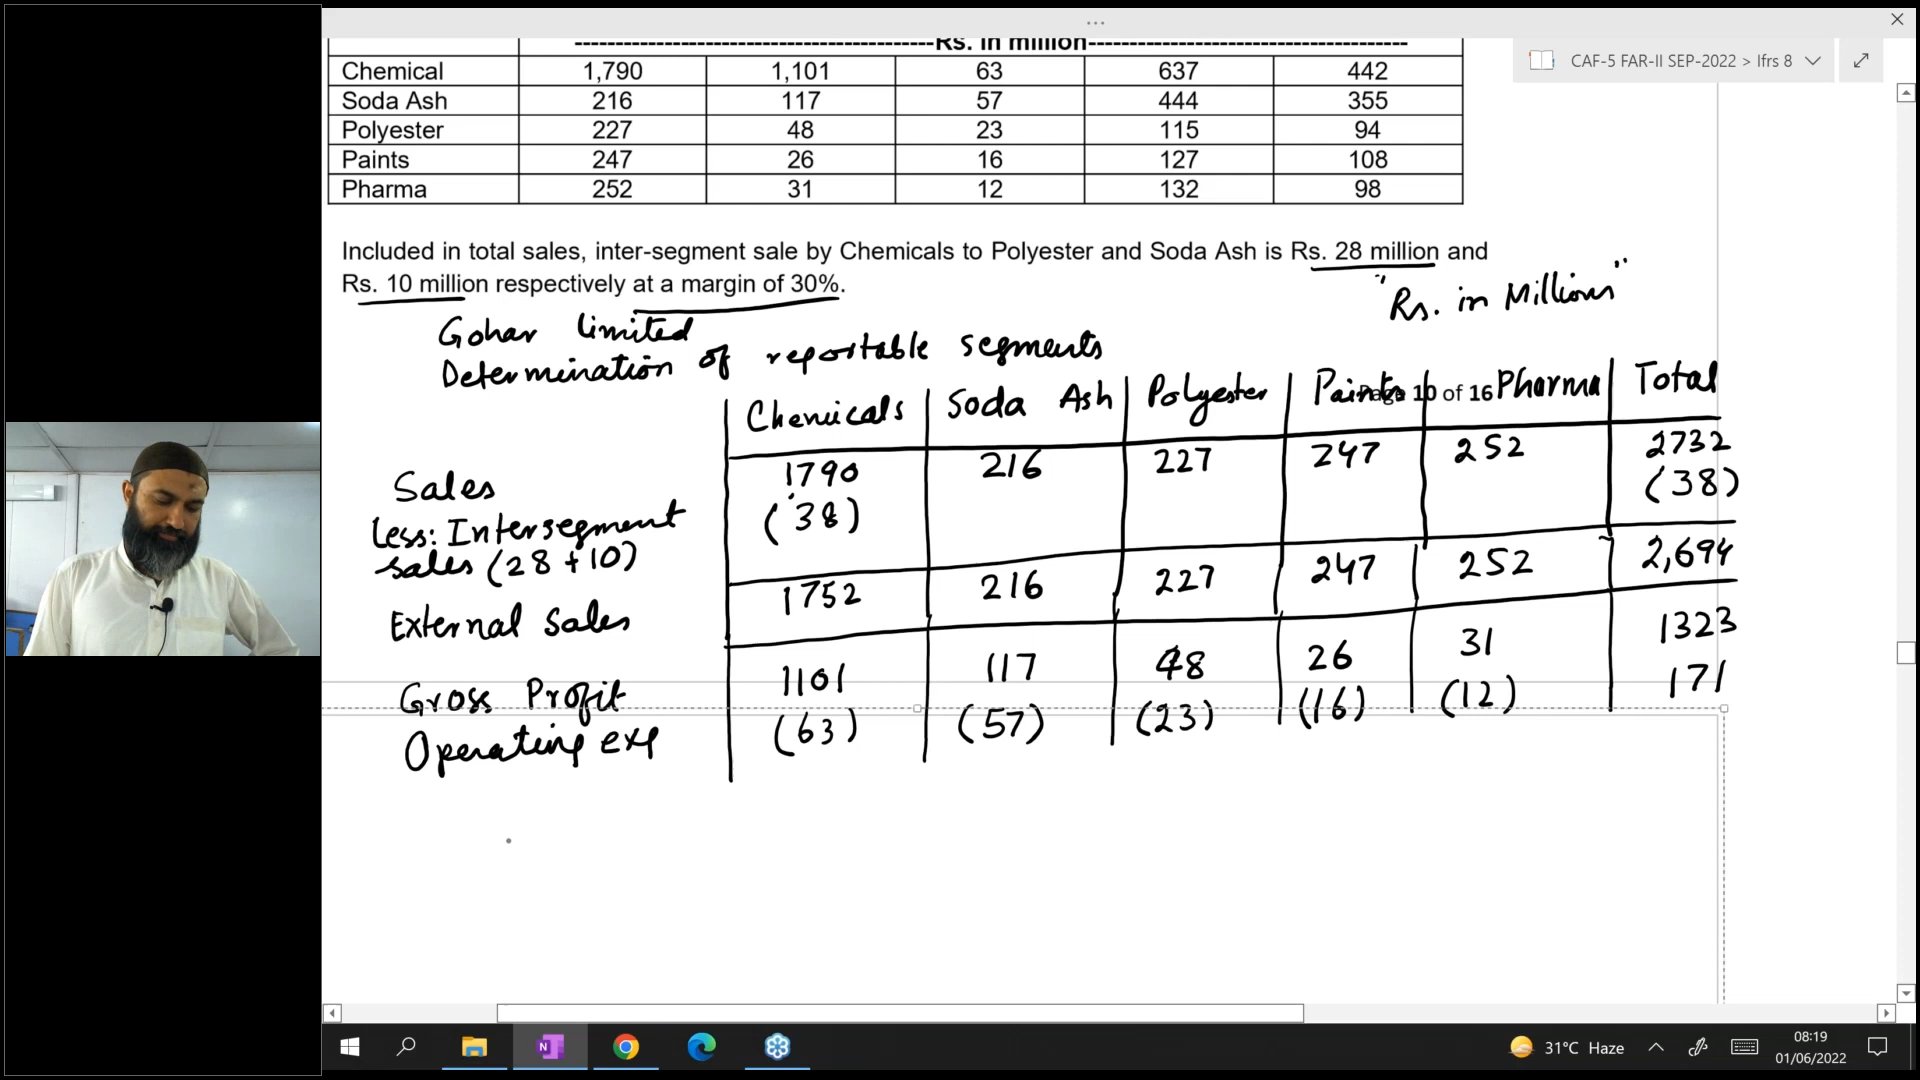 CAF-5 FAR-II SEP-2022 > Ifrs 8
Rs. in million
Chemical 1,790 1,101 63 637 442
Soda Ash 216 117 57 444 355
Polyester 227 48 23 115 94
Paints 247 26 16 127 108
Pharma 252 31 12 132 98
Included in total sales, inter-segment sale by Chemicals to Polyester and Soda Ash is Rs. 28 million and
Rs. 10 million respectively at a margin of 30%.
"Rs. in Millions"
Gohar limited
Determination of reportable segments
Page 10 of 16
Chemicals Soda Ash Polyester Paints Pharma Total
Sales 1790 216 227 247 252 2732
Less: Intersegment (38) (38)
sales (28 + 10)
External Sales 1752 216 227 247 252 2,694
Gross Profit 1101 117 48 26 31 1323
Operating exp (63) (57) (23) (16) (12) 171
31°C Haze
08:19
01/06/2022